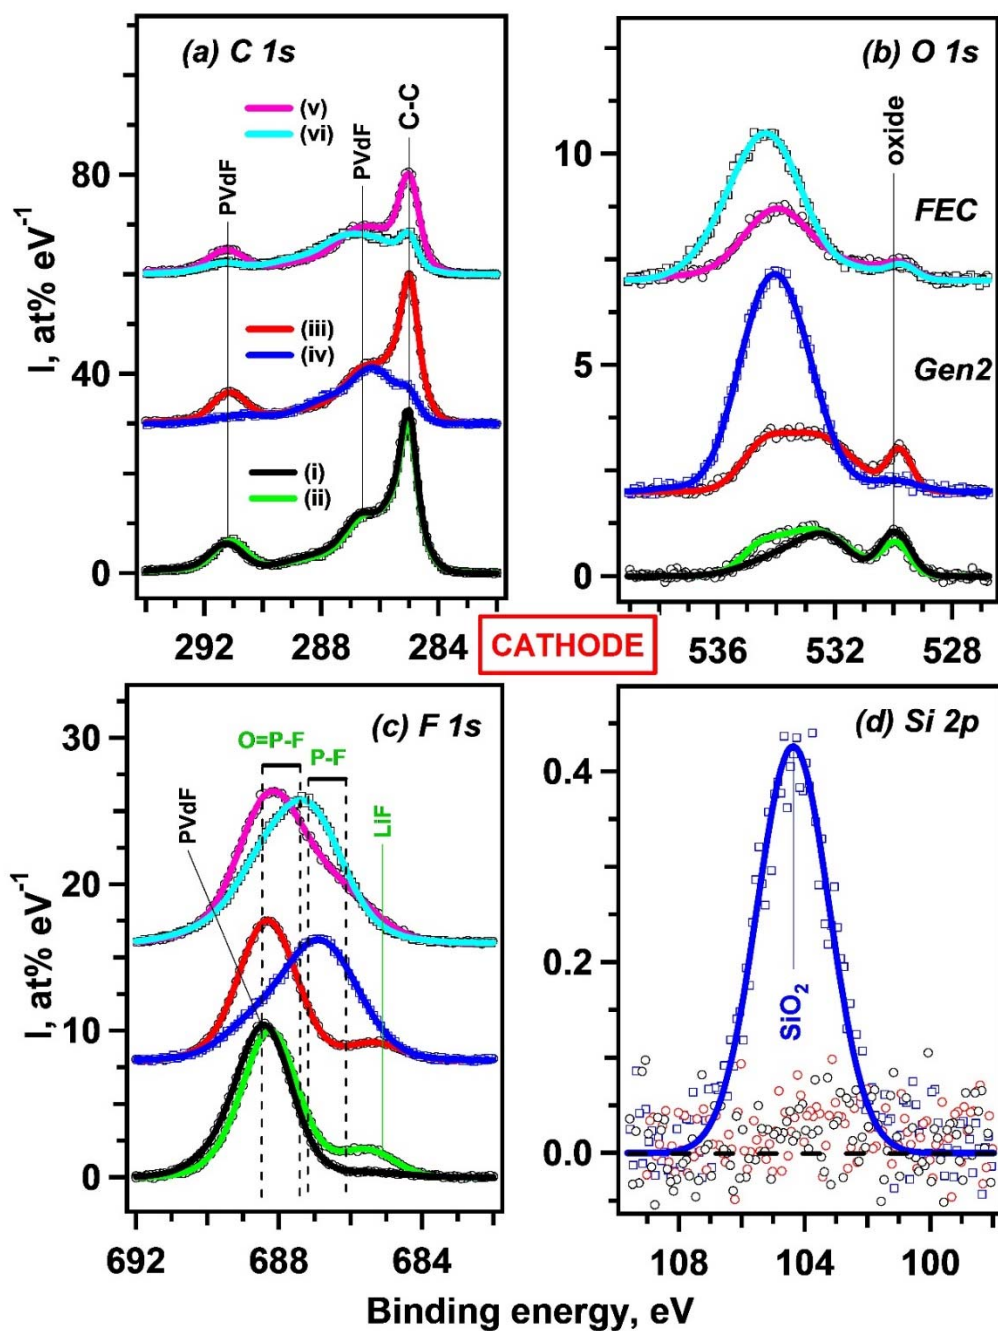 (a) C 1s
(v)
(vi)
PVdF
PVdF
C-C
(iii)
(iv)
(i)
(ii)
80
40
0
I, at% eV⁻¹
292
288
284
(b) O 1s
oxide
FEC
Gen2
10
5
0
536
532
528
CATHODE
(c) F 1s
O=P-F
P-F
PVdF
LiF
30
20
10
0
I, at% eV⁻¹
692
688
684
(d) Si 2p
SiO₂
0.4
0.2
0.0
108
104
100
Binding energy, eV